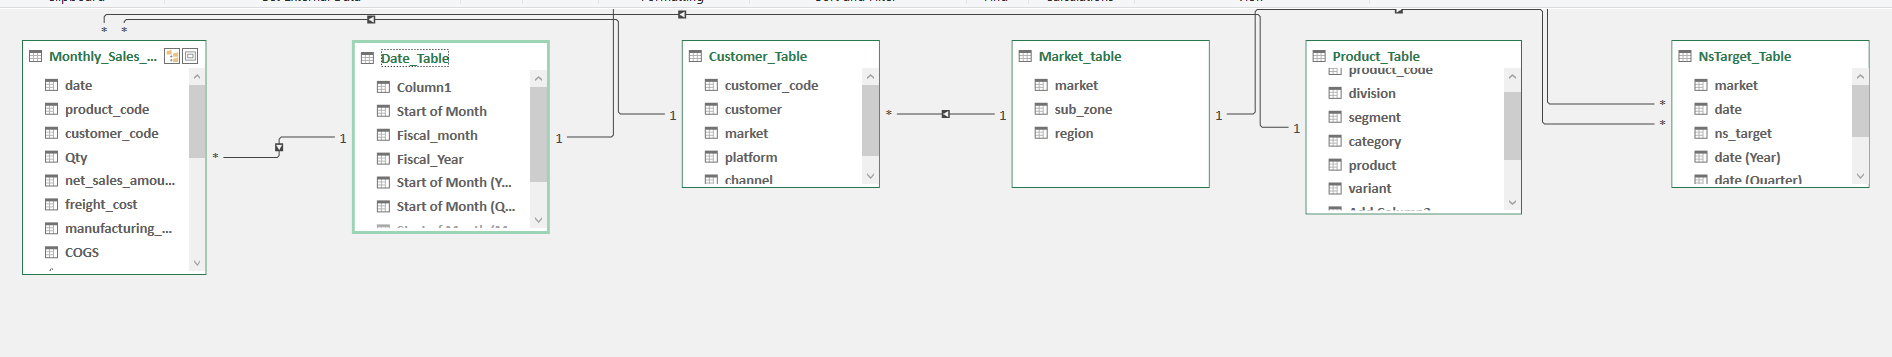 Monthly_Sales_...
date
product_code
customer_code
Qty
net_sales_amou...
freight_cost
manufacturing_...
COGS
Date_Table
Column1
Start of Month
Fiscal_month
Fiscal_Year
Start of Month (Y...
Start of Month (Q...
Customer_Table
customer_code
customer
market
platform
channel
Market_table
market
sub_zone
region
Product_Table
product_code
division
segment
category
product
variant
NsTarget_Table
market
date
ns_target
date (Year)
date (Quarter)
* *
* 1
1
1
* 1
1
1
*
*